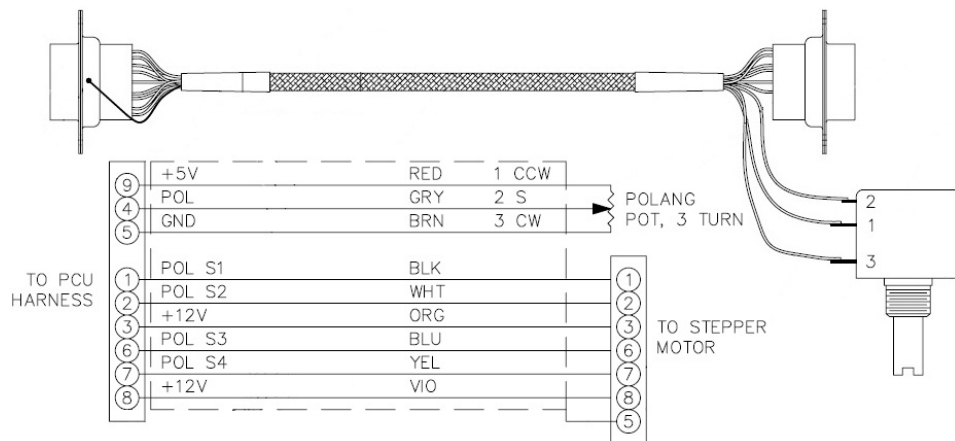 9 +5V RED 1 CCW
4 POL GRY 2 S
5 GND BRN 3 CW
POLANG
POT, 3 TURN
2
1
3
TO PCU
HARNESS
1 POL S1 BLK 1
2 POL S2 WHT 2
3 +12V ORG 3
6 POL S3 BLU 6
7 POL S4 YEL 7
8 +12V VIO 8
5
TO STEPPER
MOTOR